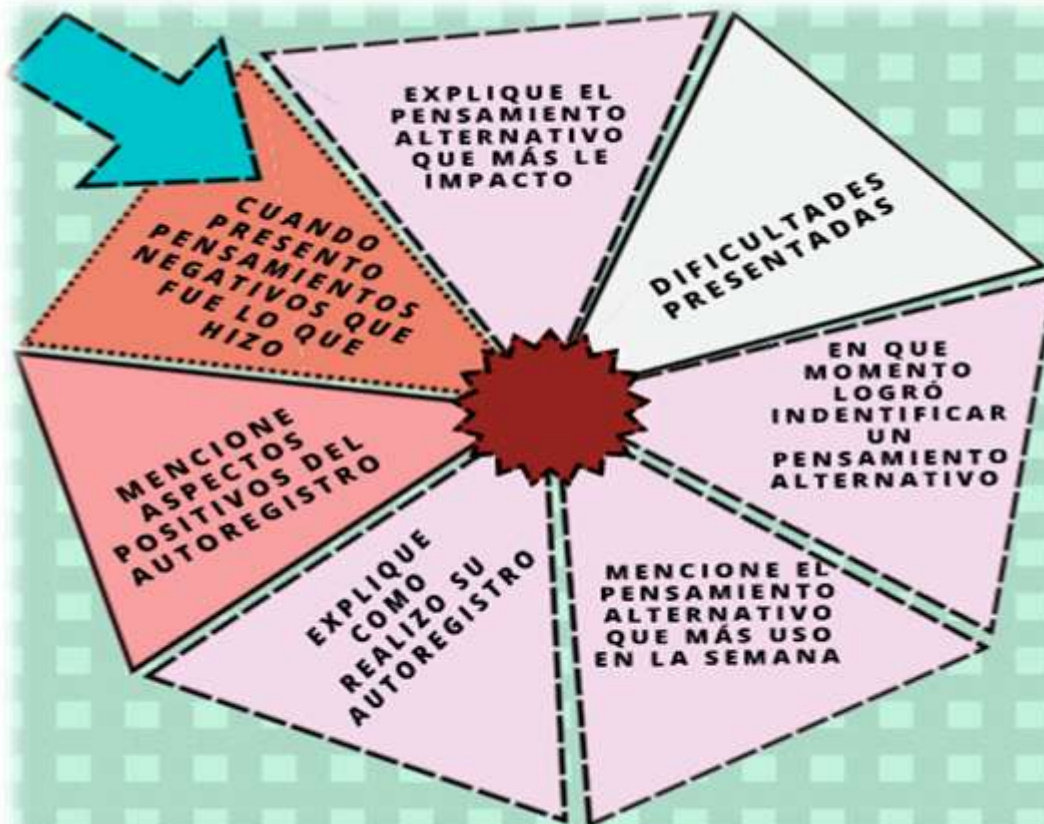 EXPLIQUE EL
PENSAMIENTO
ALTERNATIVO
QUE MÁS LE
IMPACTO
DIFICULTADES
PRESENTADAS
EN QUE
MOMENTO
LOGRÓ
INDENTIFICAR
UN
PENSAMIENTO
ALTERNATIVO
MENCIONE EL
PENSAMIENTO
ALTERNATIVO
QUE MÁS USO
EN LA SEMANA
EXPLIQUE
COMO
REALIZO SU
AUTOREGISTRO
MENCIONE
ASPECTOS
POSITIVOS DEL
AUTOREGISTRO
CUANDO
PRESENTO
PENSAMIENTOS
NEGATIVOS QUE
FUE LO QUE
HIZO